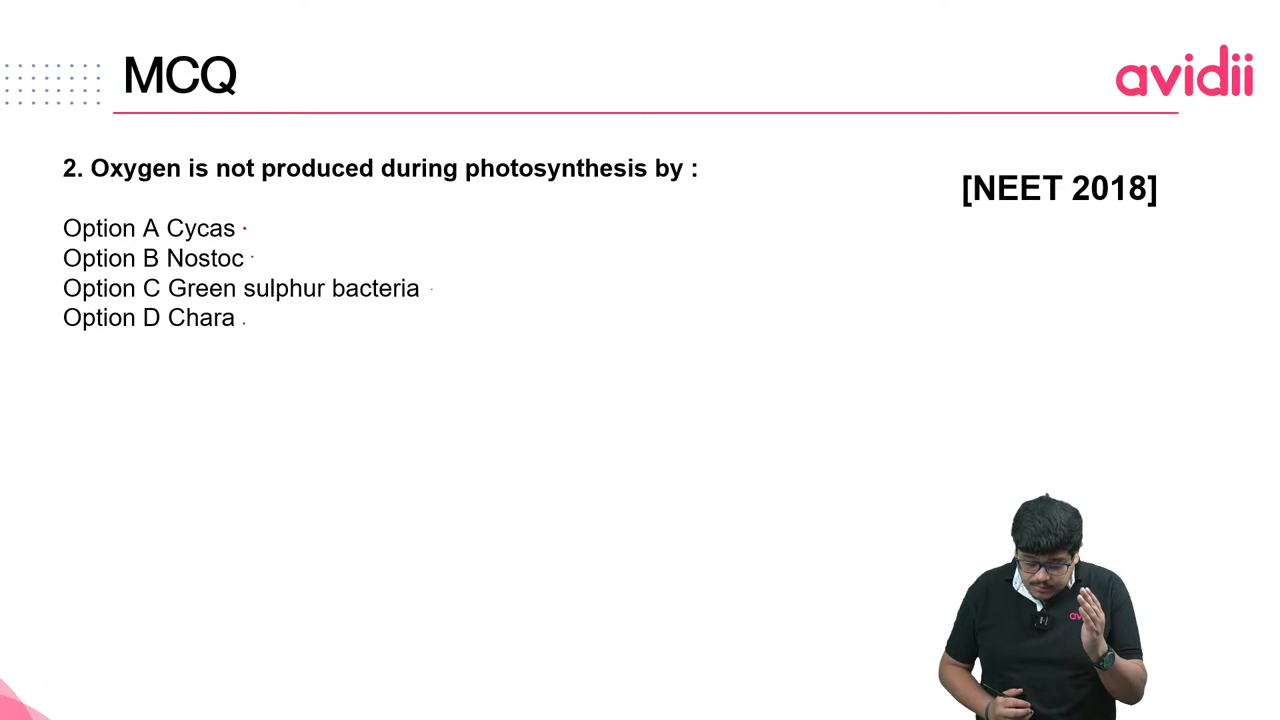 MCQ
avidii
2. Oxygen is not produced during photosynthesis by :
[NEET 2018]
Option A Cycas
Option B Nostoc
Option C Green sulphur bacteria
Option D Chara
av